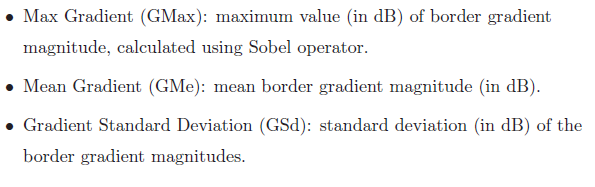 • Max Gradient (GMax): maximum value (in dB) of border gradient
magnitude, calculated using Sobel operator.
• Mean Gradient (GMe): mean border gradient magnitude (in dB).
• Gradient Standard Deviation (GSd): standard deviation (in dB) of the
border gradient magnitudes.